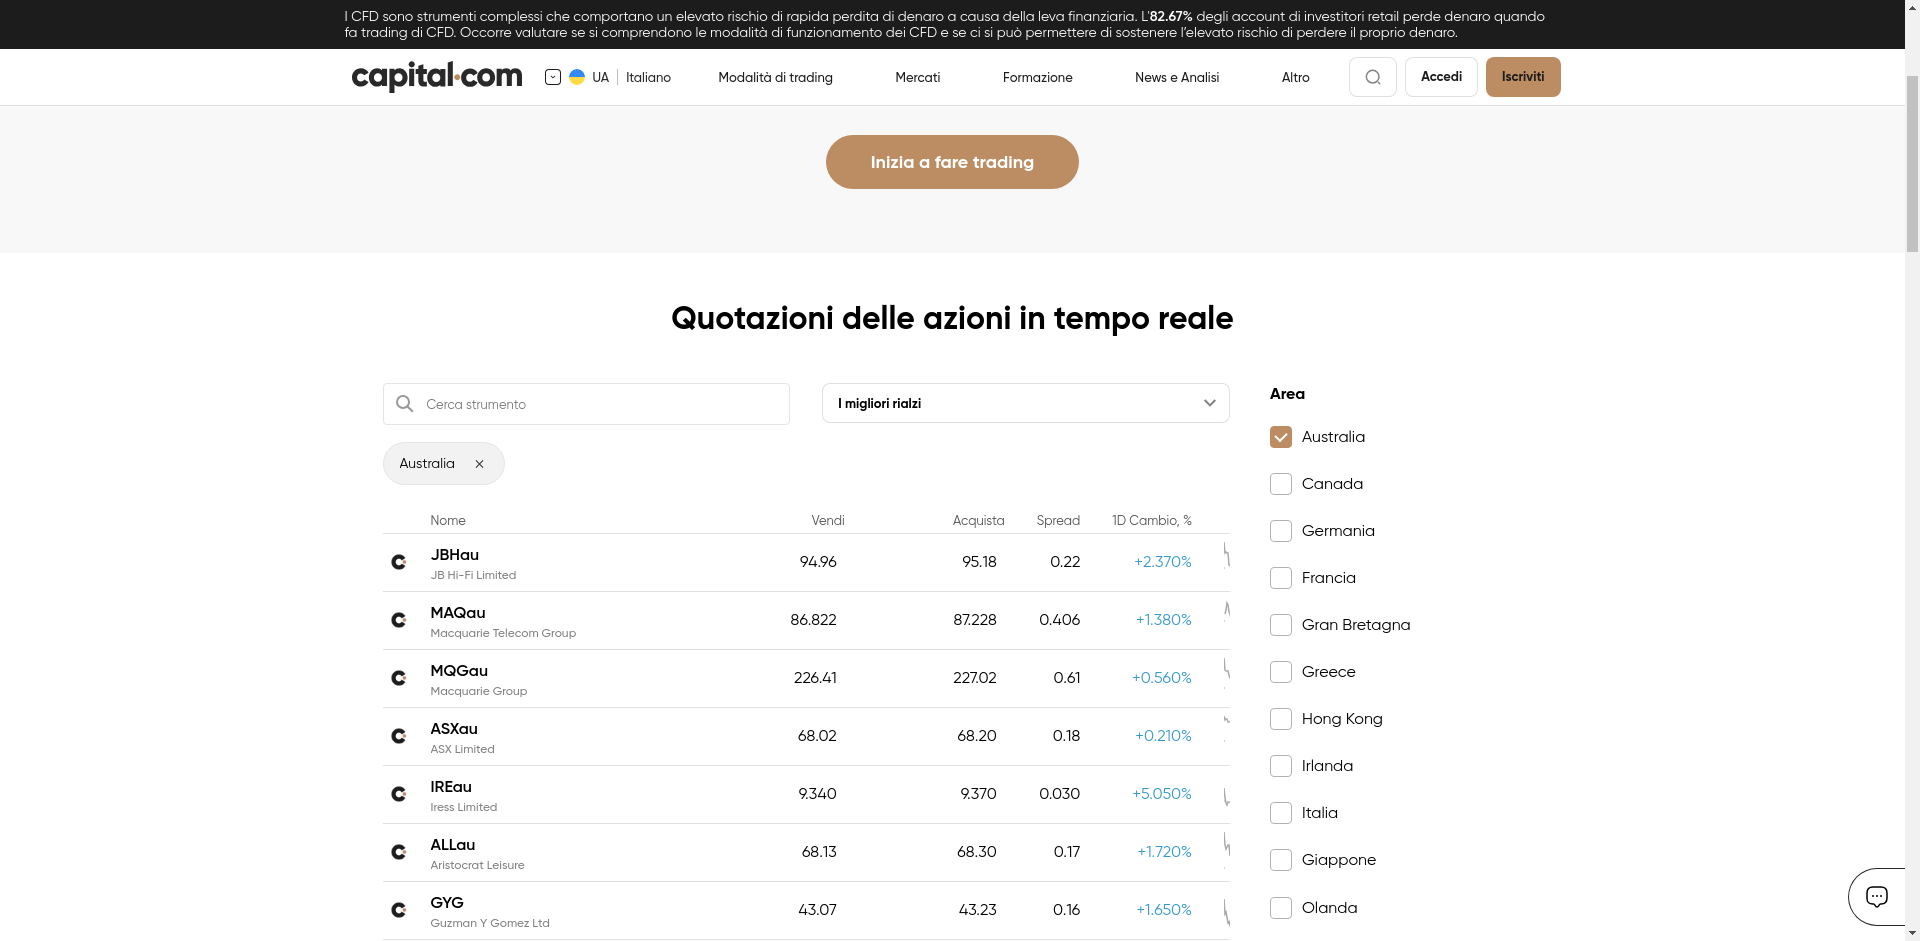 I CFD sono strumenti complessi che comportano un elevato rischio di rapida perdita di denaro a causa della leva finanziaria. L'82.67% degli account di investitori retail perde denaro quando
fa trading di CFD. Occorre valutare se si comprendono le modalità di funzionamento dei CFD e se ci si può permettere di sostenere l'elevato rischio di perdere il proprio denaro.
capital.com UA Italiano Modalità di trading Mercati Formazione News e Analisi Altro Accedi Iscriviti
Inizia a fare trading
Quotazioni delle azioni in tempo reale
Cerca strumento
I migliori rialzi
Australia
Nome Vendi Acquista Spread 1D Cambio, %
JBHau 94.96 95.18 0.22 +2.370%
JB Hi-Fi Limited
MAQau 86.822 87.228 0.406 +1.380%
Macquarie Telecom Group
MQGau 226.41 227.02 0.61 +0.560%
Macquarie Group
ASXau 68.02 68.20 0.18 +0.210%
ASX Limited
IREau 9.340 9.370 0.030 +5.050%
Iress Limited
ALLau 68.13 68.30 0.17 +1.720%
Aristocrat Leisure
GYG 43.07 43.23 0.16 +1.650%
Guzman Y Gomez Ltd
Area
Australia
Canada
Germania
Francia
Gran Bretagna
Greece
Hong Kong
Irlanda
Italia
Giappone
Olanda